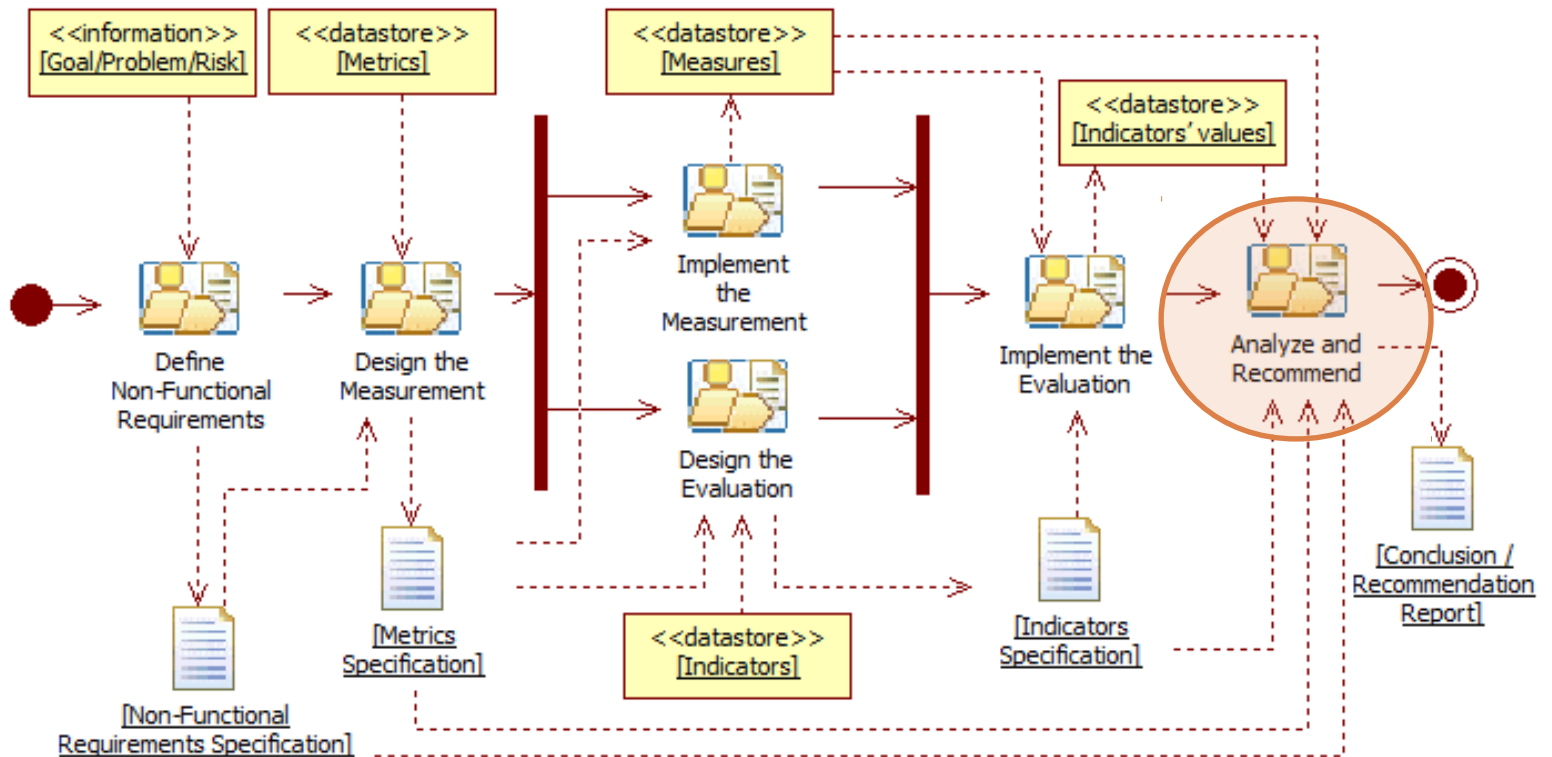 <<information>>
[Goal/Problem/Risk]
<<datastore>>
[Metrics]
<<datastore>>
[Measures]
<<datastore>>
[Indicators’ values]
Define
Non-Functional
Requirements
Design the
Measurement
Implement
the
Measurement
Design the
Evaluation
Implement the
Evaluation
Analyze and
Recommend
[Non-Functional
Requirements Specification]
[Metrics
Specification]
<<datastore>>
[Indicators]
[Indicators
Specification]
[Conclusion /
Recommendation
Report]